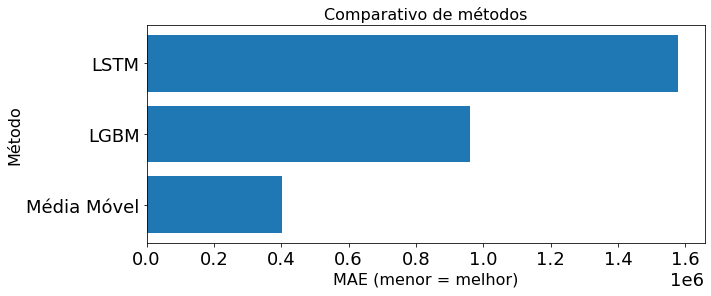 Comparativo de métodos
Método
LSTM
LGBM
Média Móvel
0.0 0.2 0.4 0.6 0.8 1.0 1.2 1.4 1.6
1e6
MAE (menor = melhor)